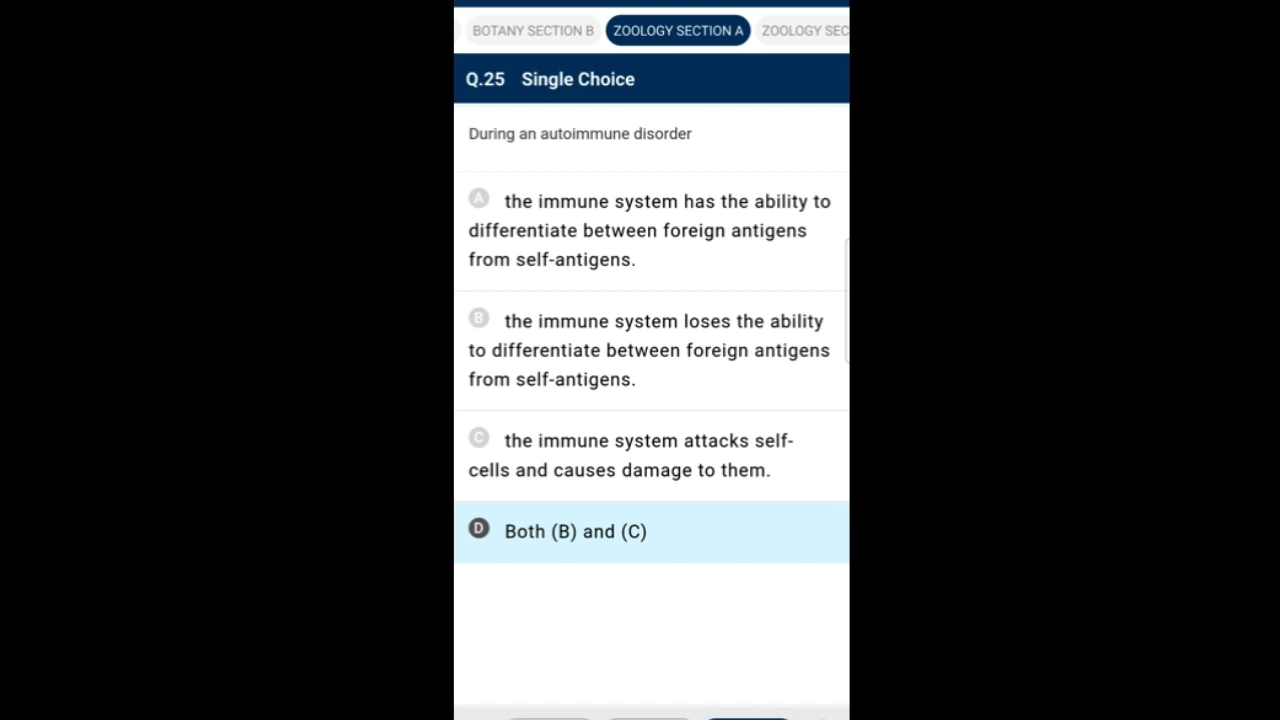 BOTANY SECTION B ZOOLOGY SECTION A ZOOLOGY SEC
Q.25 Single Choice
During an autoimmune disorder
A the immune system has the ability to
differentiate between foreign antigens
from self-antigens.
B the immune system loses the ability
to differentiate between foreign antigens
from self-antigens.
C the immune system attacks self-
cells and causes damage to them.
D Both (B) and (C)